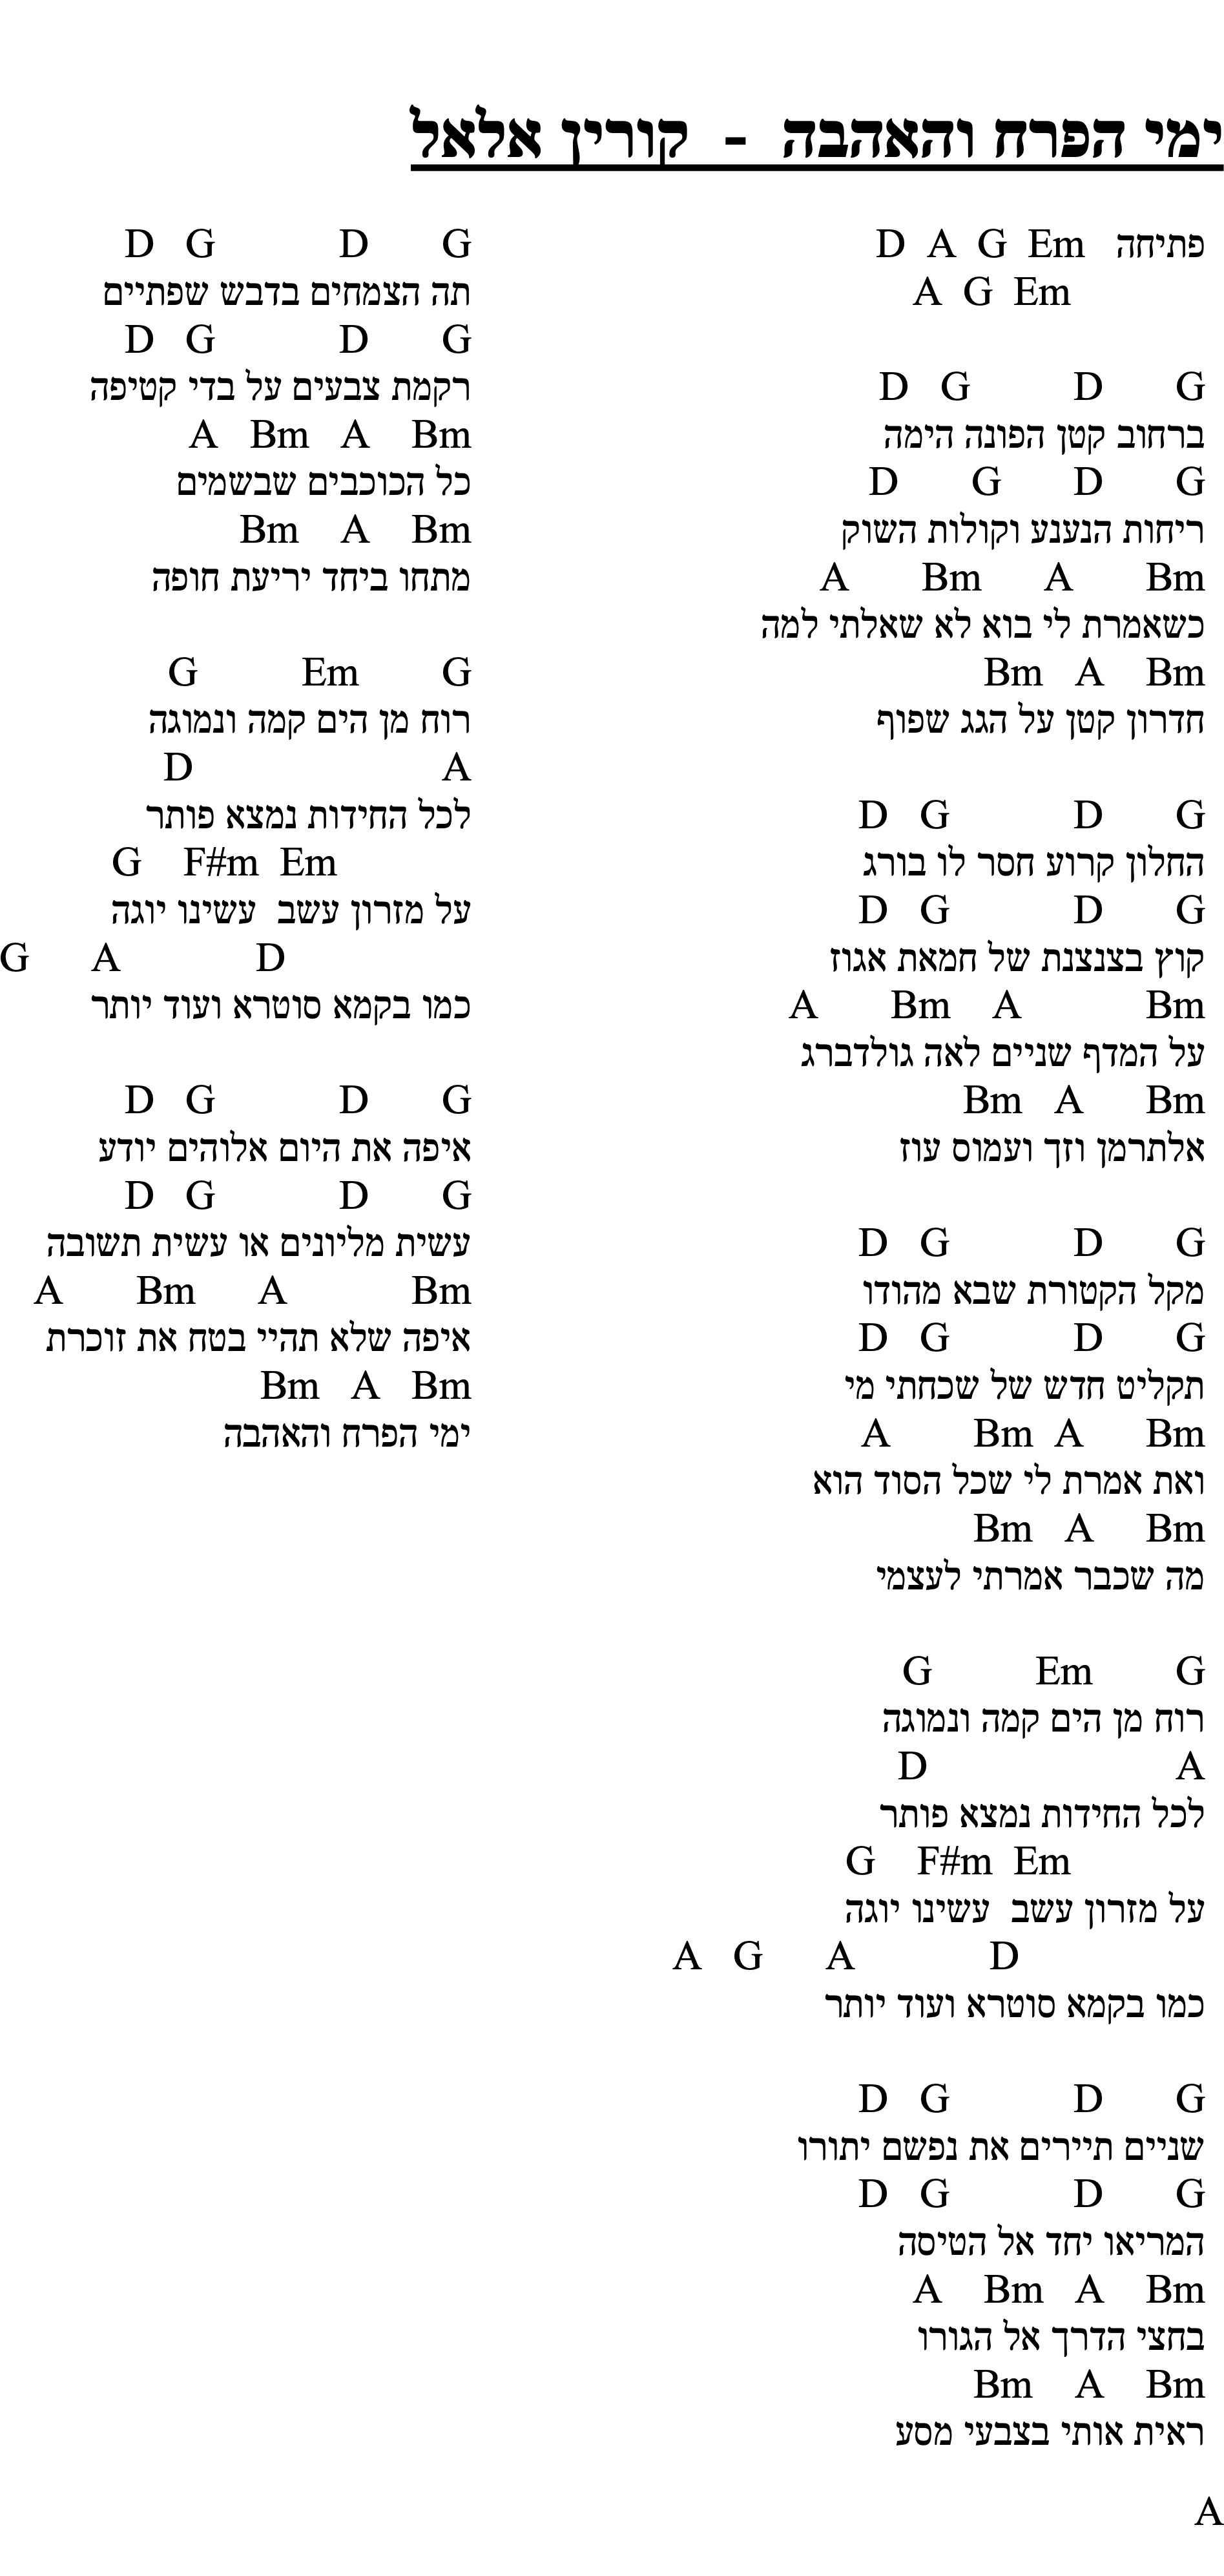 ימי הפרח והאהבה - קורין אלאל
פתיחה Em G A D
Em G A
G D G D
ברחוב קטן הפונה הימה
G D G D
ריחות הנענע וקולות השוק
Bm A Bm A
כשאמרת לי בוא לא שאלתי למה
Bm A Bm
חדרון קטן על הגג שפוף
G D G D
החלון קרוע חסר לו בורג
G D G D
קוץ בצנצנת של חמאת אגוז
Bm A Bm A
על המדף שניים לאה גולדברג
Bm A Bm
אלתרמן וזך ועמוס עוז
G D G D
מקל הקטורת שבא מהודו
G D G D
תקליט חדש של שכחתי מי
Bm A Bm A
ואת אמרת לי שכל הסוד הוא
Bm A Bm
מה שכבר אמרתי לעצמי
G Em G
רוח מן הים קמה ונמוגה
A D
לכל החידות נמצא פותר
Em F#m G
על מזרון עשב עשינו יוגה
D A G A
כמו בקמא סוטרא ועוד יותר
G D G D
שניים תיירים את נפשם יתורו
G D G D
המריאו יחד אל הטיסה
Bm A Bm A
בחצי הדרך אל הגורו
Bm A Bm
ראית אותי בצבעי מסע
A
G D G D
תה הצמחים בדבש שפתיים
G D G D
רקמת צבעים על בדי קטיפה
Bm A Bm A
כל הכוכבים שבשמים
Bm A Bm
מתחו ביחד יריעת חופה
G Em G
רוח מן הים קמה ונמוגה
A D
לכל החידות נמצא פותר
Em F#m G
על מזרון עשב עשינו יוגה
D A G
כמו בקמא סוטרא ועוד יותר
G D G D
איפה את היום אלוהים יודע
G D G D
עשית מליונים או עשית תשובה
Bm A Bm A
איפה שלא תהיי בטח את זוכרת
Bm A Bm
ימי הפרח והאהבה